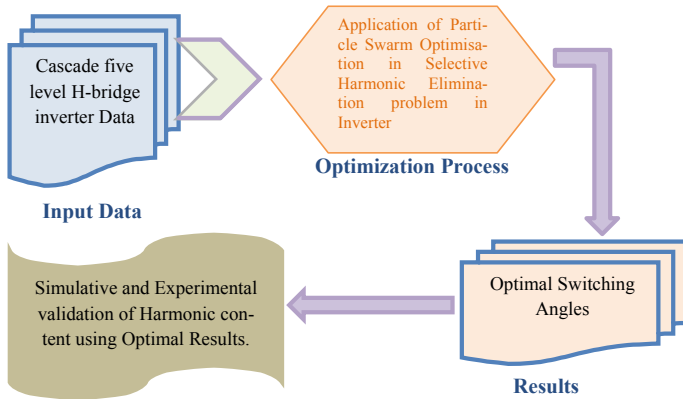 Cascade five
level H-bridge
inverter Data
Input Data
Application of Particle Swarm Optimisa-
tion in Selective
Harmonic Elimina-
tion problem in
Inverter
Optimization Process
Optimal Switching
Angles
Results
Simulative and Experimental
validation of Harmonic con-
tent using Optimal Results.